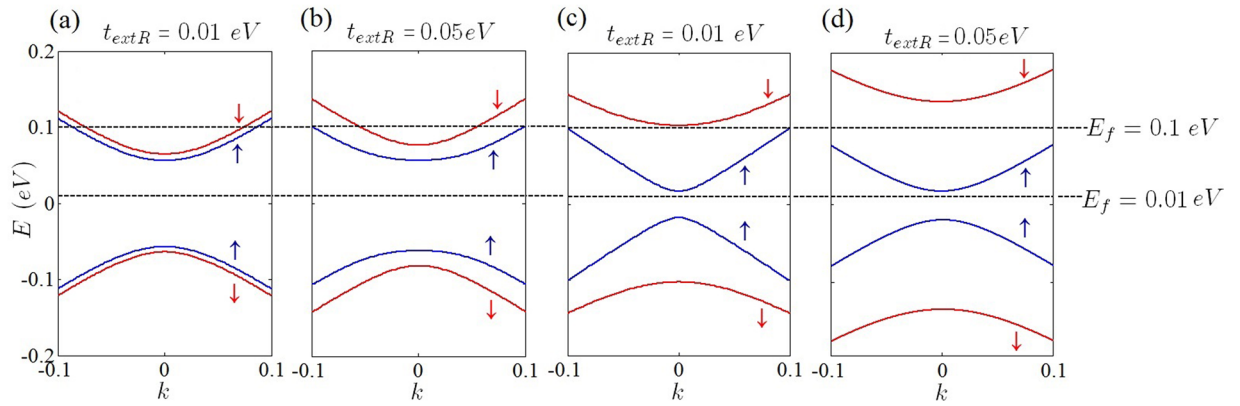 (a) t_extR = 0.01 eV
(b) t_extR = 0.05eV
(c) t_extR = 0.01 eV
(d) t_extR = 0.05eV
E (eV)
0.2
0.1
0
-0.1
-0.2
↓
↑
↑
↓
↓
↑
↑
↓
↓
↑
↑
↓
↓
↑
↑
↓
E_f = 0.1 eV
E_f = 0.01 eV
-0.1 0 0.1
-0.1 0 0.1
-0.1 0 0.1
-0.1 0 0.1
k
k
k
k